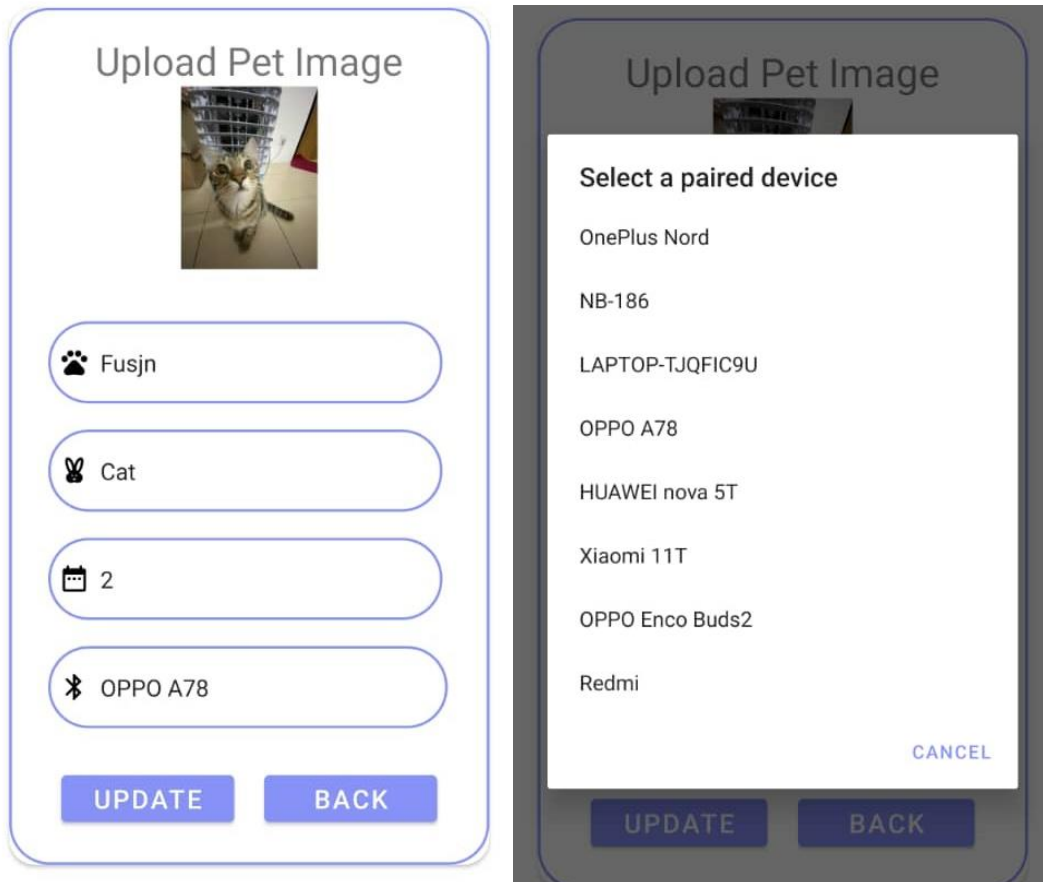 Upload Pet Image
Fusjn
Cat
2
OPPO A78
UPDATE
BACK
Upload Pet Image
Select a paired device
OnePlus Nord
NB-186
LAPTOP-TJQFIC9U
OPPO A78
HUAWEI nova 5T
Xiaomi 11T
OPPO Enco Buds2
Redmi
CANCEL
UPDATE
BACK